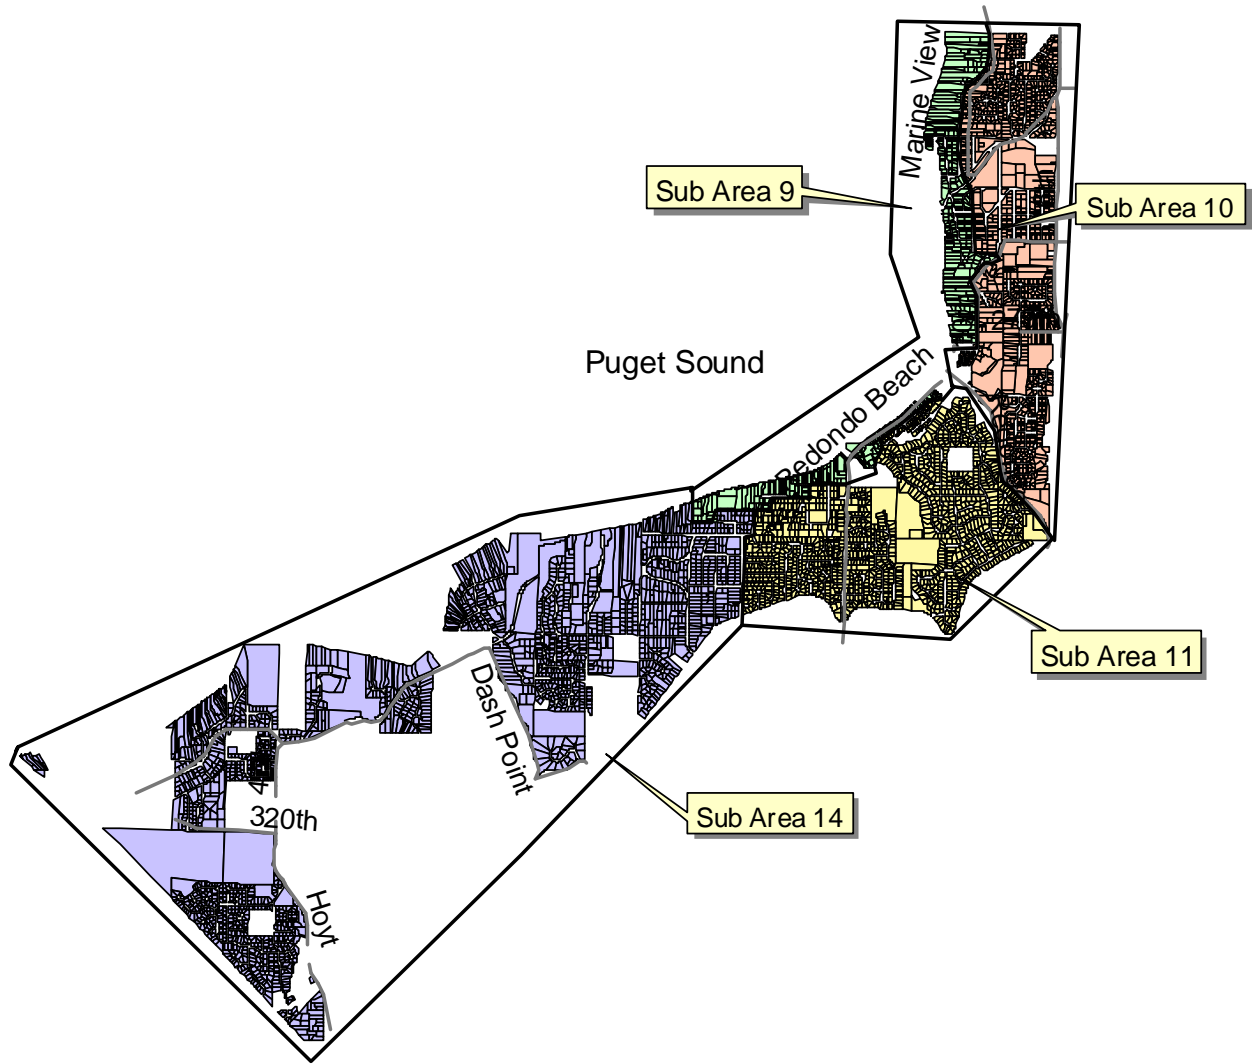 Marine View
Sub Area 9
Sub Area 10
Puget Sound
Redondo Beach
Sub Area 11
Dash Point
Sub Area 14
320th
Hoyt